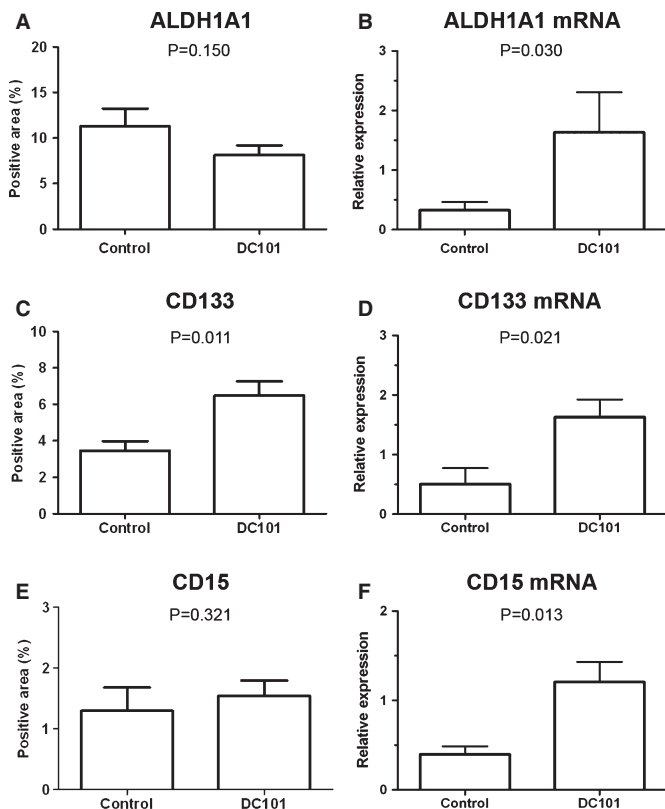 A
ALDH1A1
P=0.150
Positive area (%)
20
15
10
5
0
Control DC101
B
ALDH1A1 mRNA
P=0.030
Relative expression
3
2
1
0
Control DC101
C
CD133
P=0.011
Positive area (%)
10
8
6
4
2
0
Control DC101
D
CD133 mRNA
P=0.021
Relative expression
3
2
1
0
Control DC101
E
CD15
P=0.321
Positive area (%)
3
2
1
0
Control DC101
F
CD15 mRNA
P=0.013
Relative expression
2
1
0
Control DC101